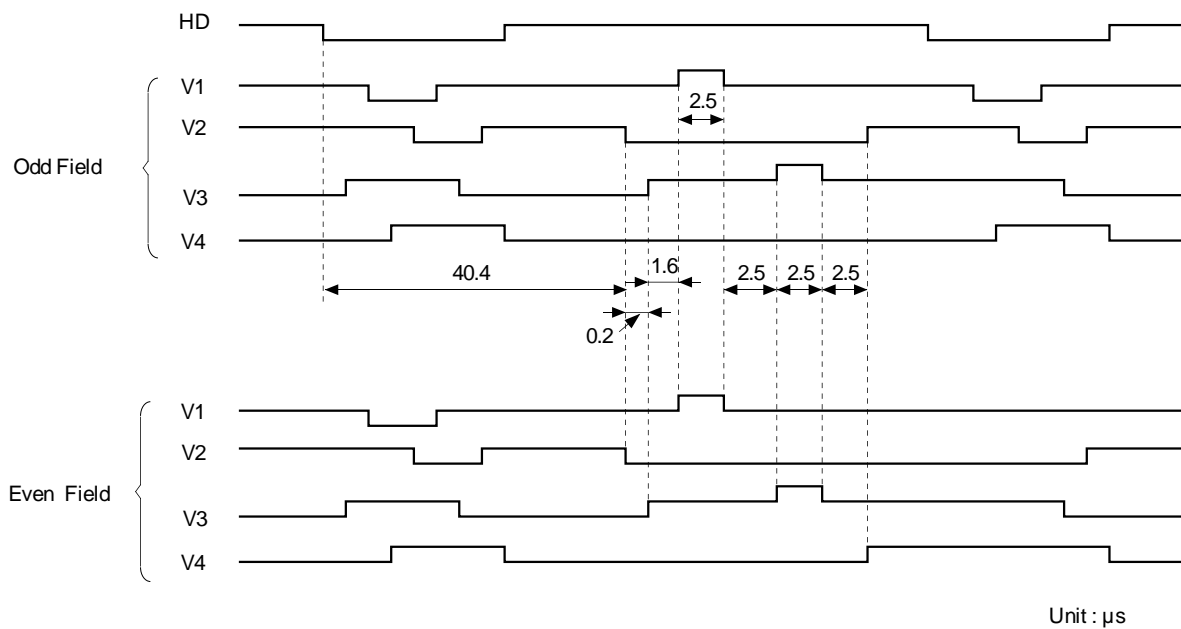 HD
V1
2.5
V2
Odd Field
V3
V4
1.6
40.4
2.5
2.5
2.5
0.2
V1
V2
Even Field
V3
V4
Unit : µs